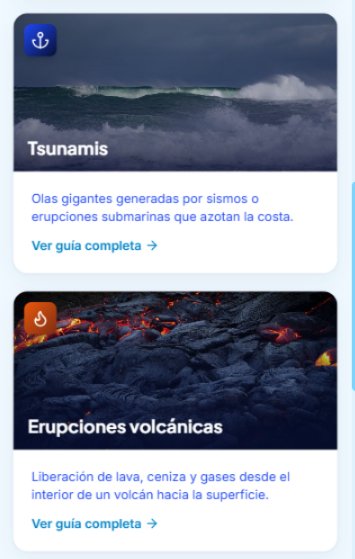 Tsunamis
Olas gigantes generadas por sismos o
erupciones submarinas que azotan la costa.
Ver guía completa →
Erupciones volcánicas
Liberación de lava, ceniza y gases desde el
interior de un volcán hacia la superficie.
Ver guía completa →